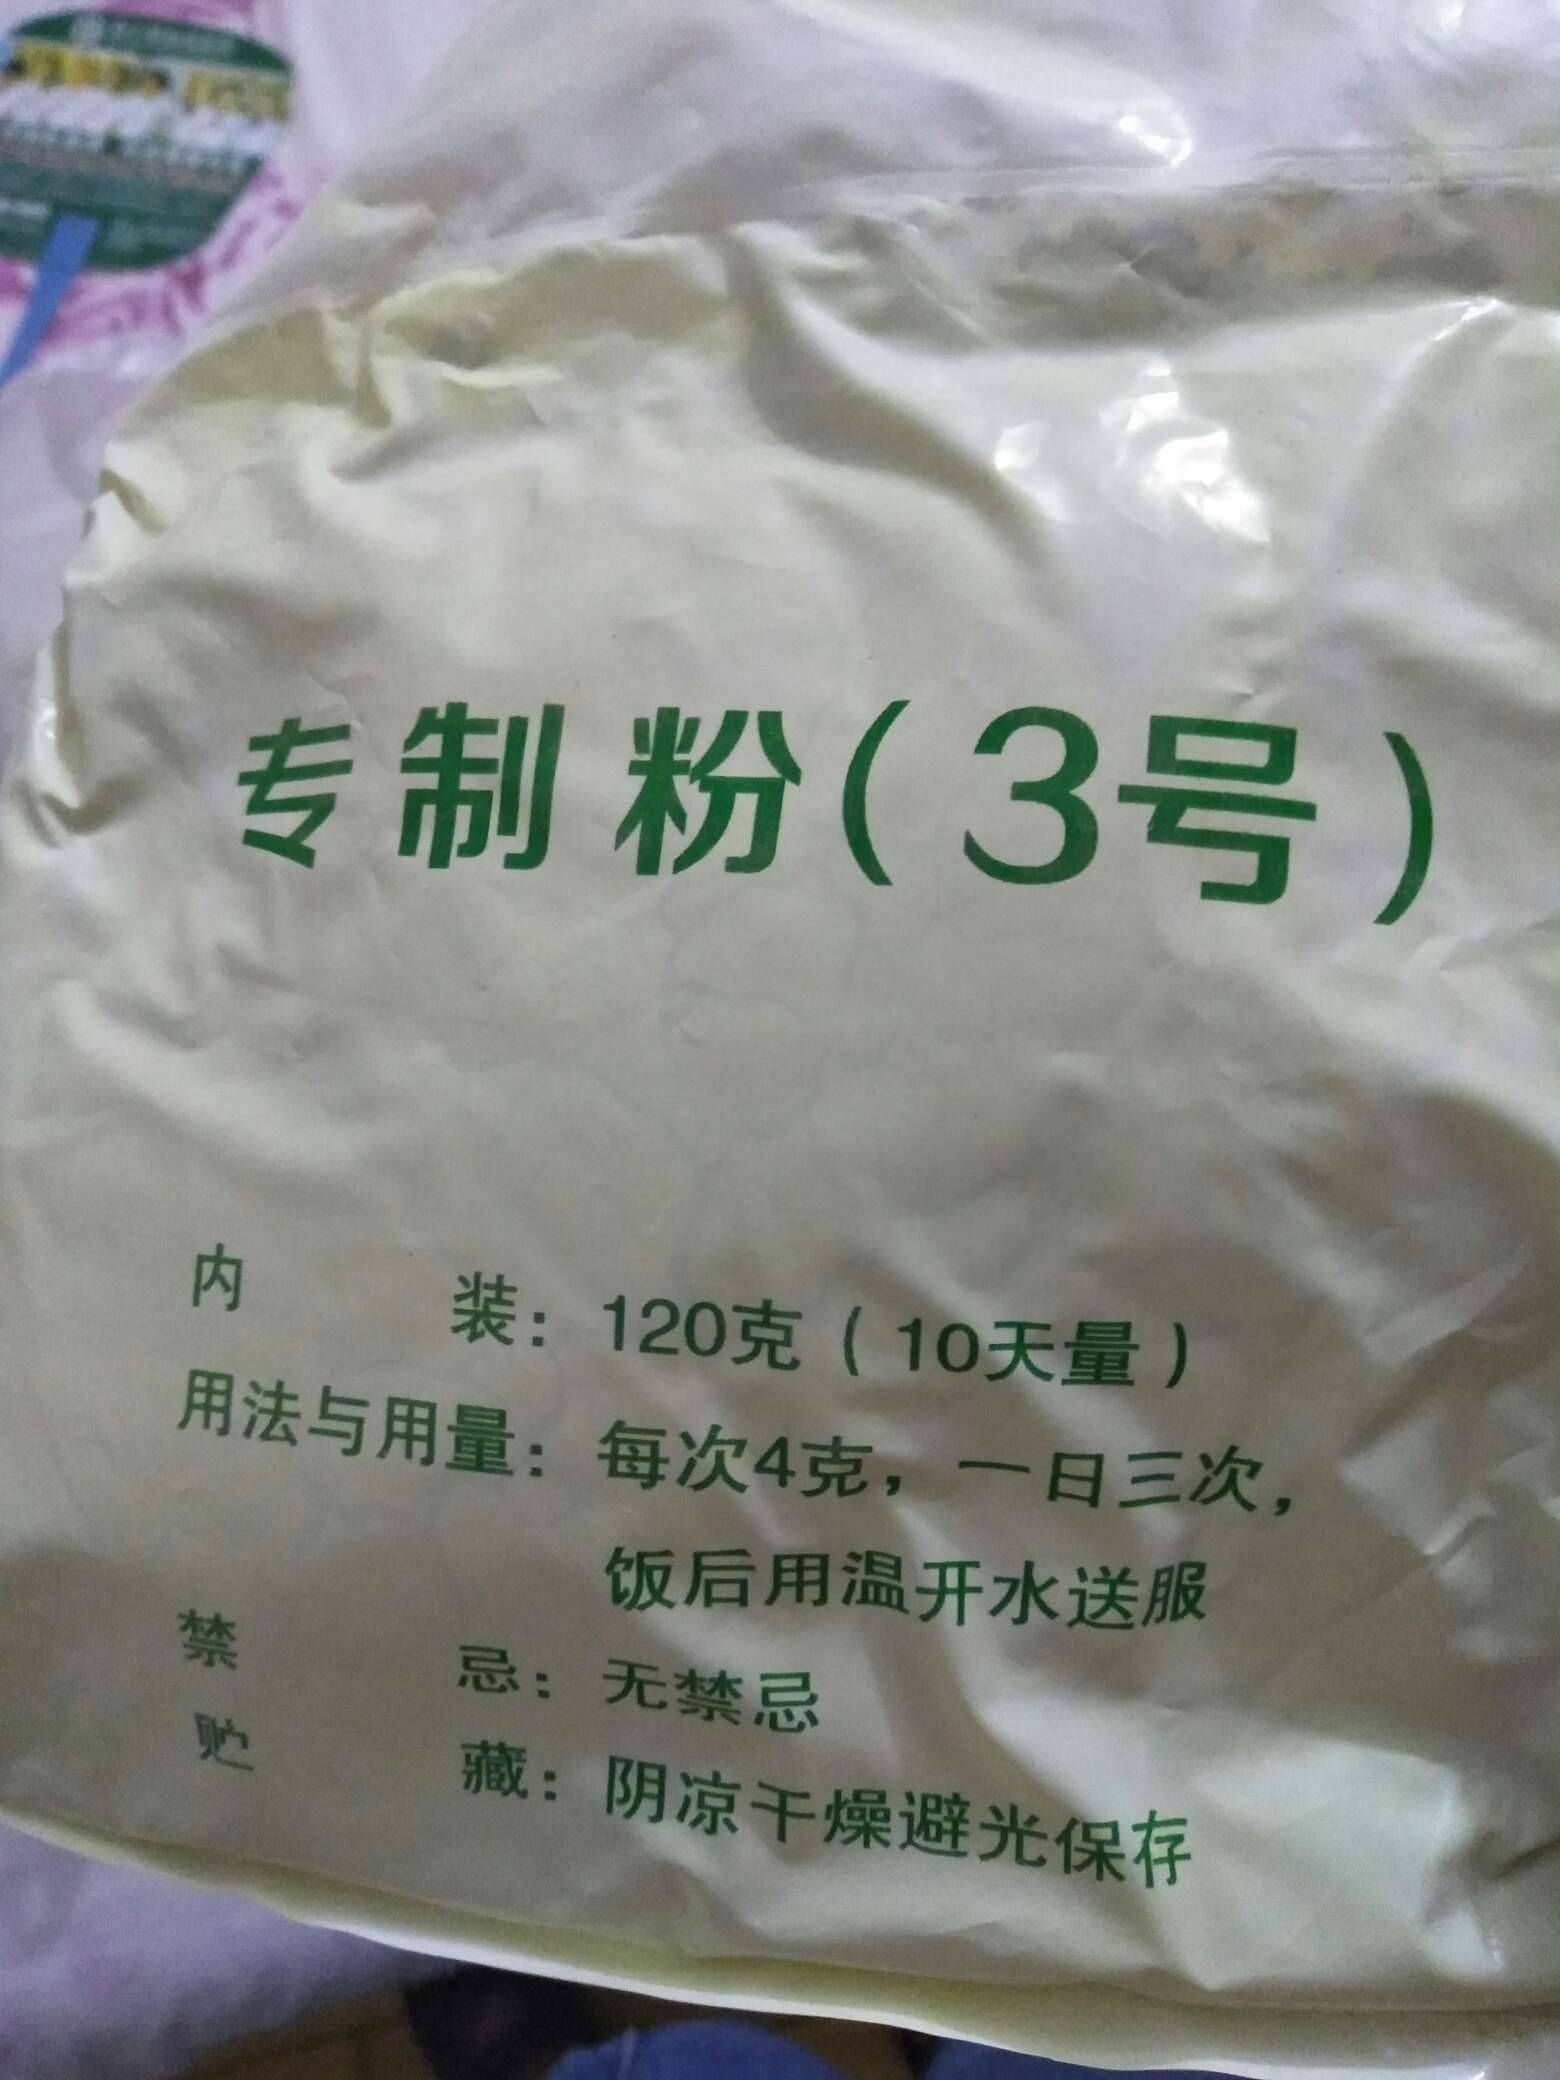 专制粉(3号)
内装：120克(10天量)
用法与用量：每次4克，一日三次，
饭后用温开水送服
禁忌：无禁忌
贮藏：阴凉干燥避光保存